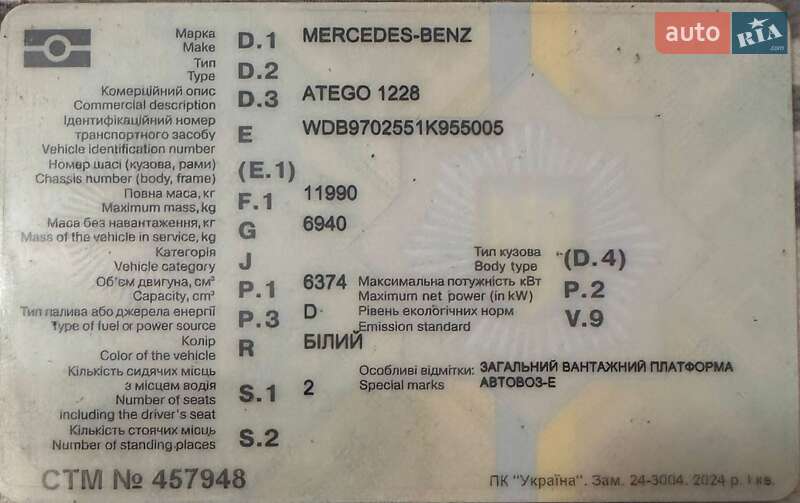 auto RIA .com
Марка D.1 MERCEDES-BENZ
Make
Тип D.2
Type
Комерційний опис D.3 ATEGO 1228
Commercial description
Ідентифікаційний номер E WDB9702551K955005
транспортного засобу
Vehicle identification number
Номер шасі (кузова, рами) (E.1)
Chassis number (body, frame)
Повна маса, кг F.1 11990
Maximum mass, kg
Маса без навантаження, кг G 6940
Mass of the vehicle in service, kg
Категорія J Тип кузова (D.4)
Vehicle category Body type
Об'єм двигуна, см³ P.1 6374 Максимальна потужність кВт P.2
Capacity, cm³ Maximum net power (in kW)
Тип палива або джерела енергії P.3 D Рівень екологічних норм V.9
Type of fuel or power source Emission standard
Колір R БІЛИЙ
Color of the vehicle
Кількість сидячих місць S.1 2 Особливі відмітки: ЗАГАЛЬНИЙ ВАНТАЖНИЙ ПЛАТФОРМА
з місцем водія Special marks АВТОВОЗ-Е
Number of seats
including the driver's seat
Кількість стоячих місць S.2
Number of standing places
СТМ № 457948 ПК "Україна". Зам. 24-3004. 2024 р. I кв.